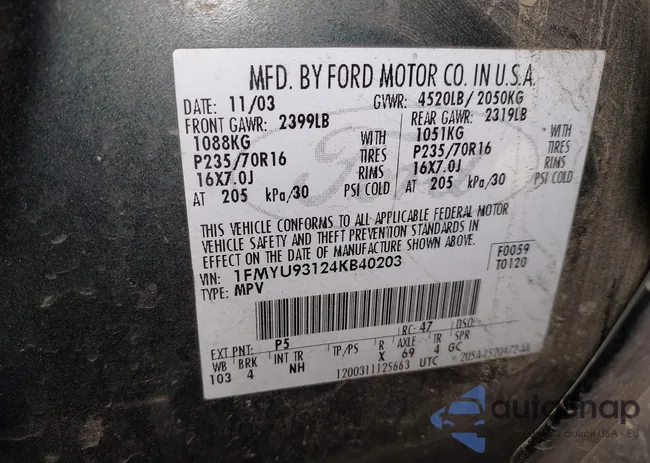 MFD. BY FORD MOTOR CO. IN U.S.A.
DATE: 11/03 GVWR: 4520LB/ 2050KG
FRONT GAWR: 2399LB REAR GAWR: 2319LB
1088KG WITH 1051KG WITH
P235/70R16 TIRES P235/70R16 TIRES
16X7.0J RIMS 16X7.0J RIMS
AT 205 kPa/30 PSI COLD AT 205 kPa/30 PSI COLD
THIS VEHICLE CONFORMS TO ALL APPLICABLE FEDERAL MOTOR
VEHICLE SAFETY AND THEFT PREVENTION STANDARDS IN
EFFECT ON THE DATE OF MANUFACTURE SHOWN ABOVE.
VIN: 1FMYU93124KB40203 F0059
TYPE: MPV T0120
EXT PNT: P5 RC: 47 DSO:
WB BRK INT TR TP/PS R AXLE TR SPR
103 4 NH X 69 4 GC
1200311125663 UTC
Ford
autosnap
aukcji USA - EU